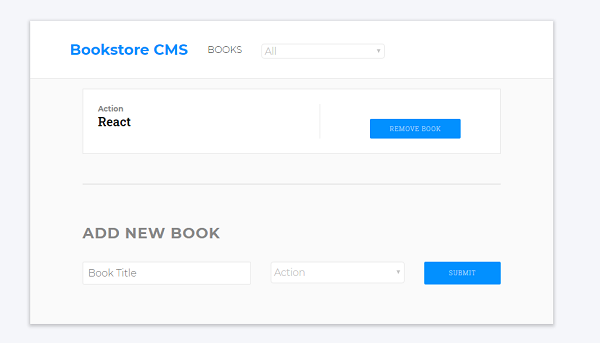 Bookstore CMS BOOKS All
Action
React
REMOVE BOOK
ADD NEW BOOK
Book Title Action SUBMIT